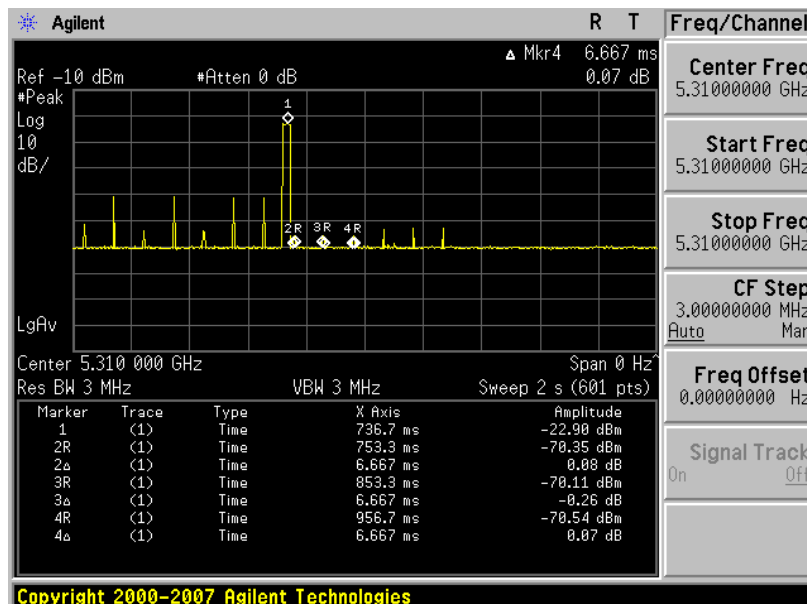 Agilent R T
Freq/Channel
Δ Mkr4 6.667 ms
Ref -10 dBm #Atten 0 dB 0.07 dB
#Peak
Log
10
dB/
1
2R 3R 4R
LgAv
Center 5.310 000 GHz Span 0 Hz^
Res BW 3 MHz VBW 3 MHz Sweep 2 s (601 pts)
Marker Trace Type X Axis Amplitude
1 (1) Time 736.7 ms -22.90 dBm
2R (1) Time 753.3 ms -70.35 dBm
2Δ (1) Time 6.667 ms 0.08 dB
3R (1) Time 853.3 ms -70.11 dBm
3Δ (1) Time 6.667 ms -0.26 dB
4R (1) Time 956.7 ms -70.54 dBm
4Δ (1) Time 6.667 ms 0.07 dB
Center Freq
5.31000000 GHz
Start Freq
5.31000000 GHz
Stop Freq
5.31000000 GHz
CF Step
3.00000000 MHz
Auto Man
Freq Offset
0.00000000 Hz
Signal Track
On Off
Copyright 2000-2007 Agilent Technologies